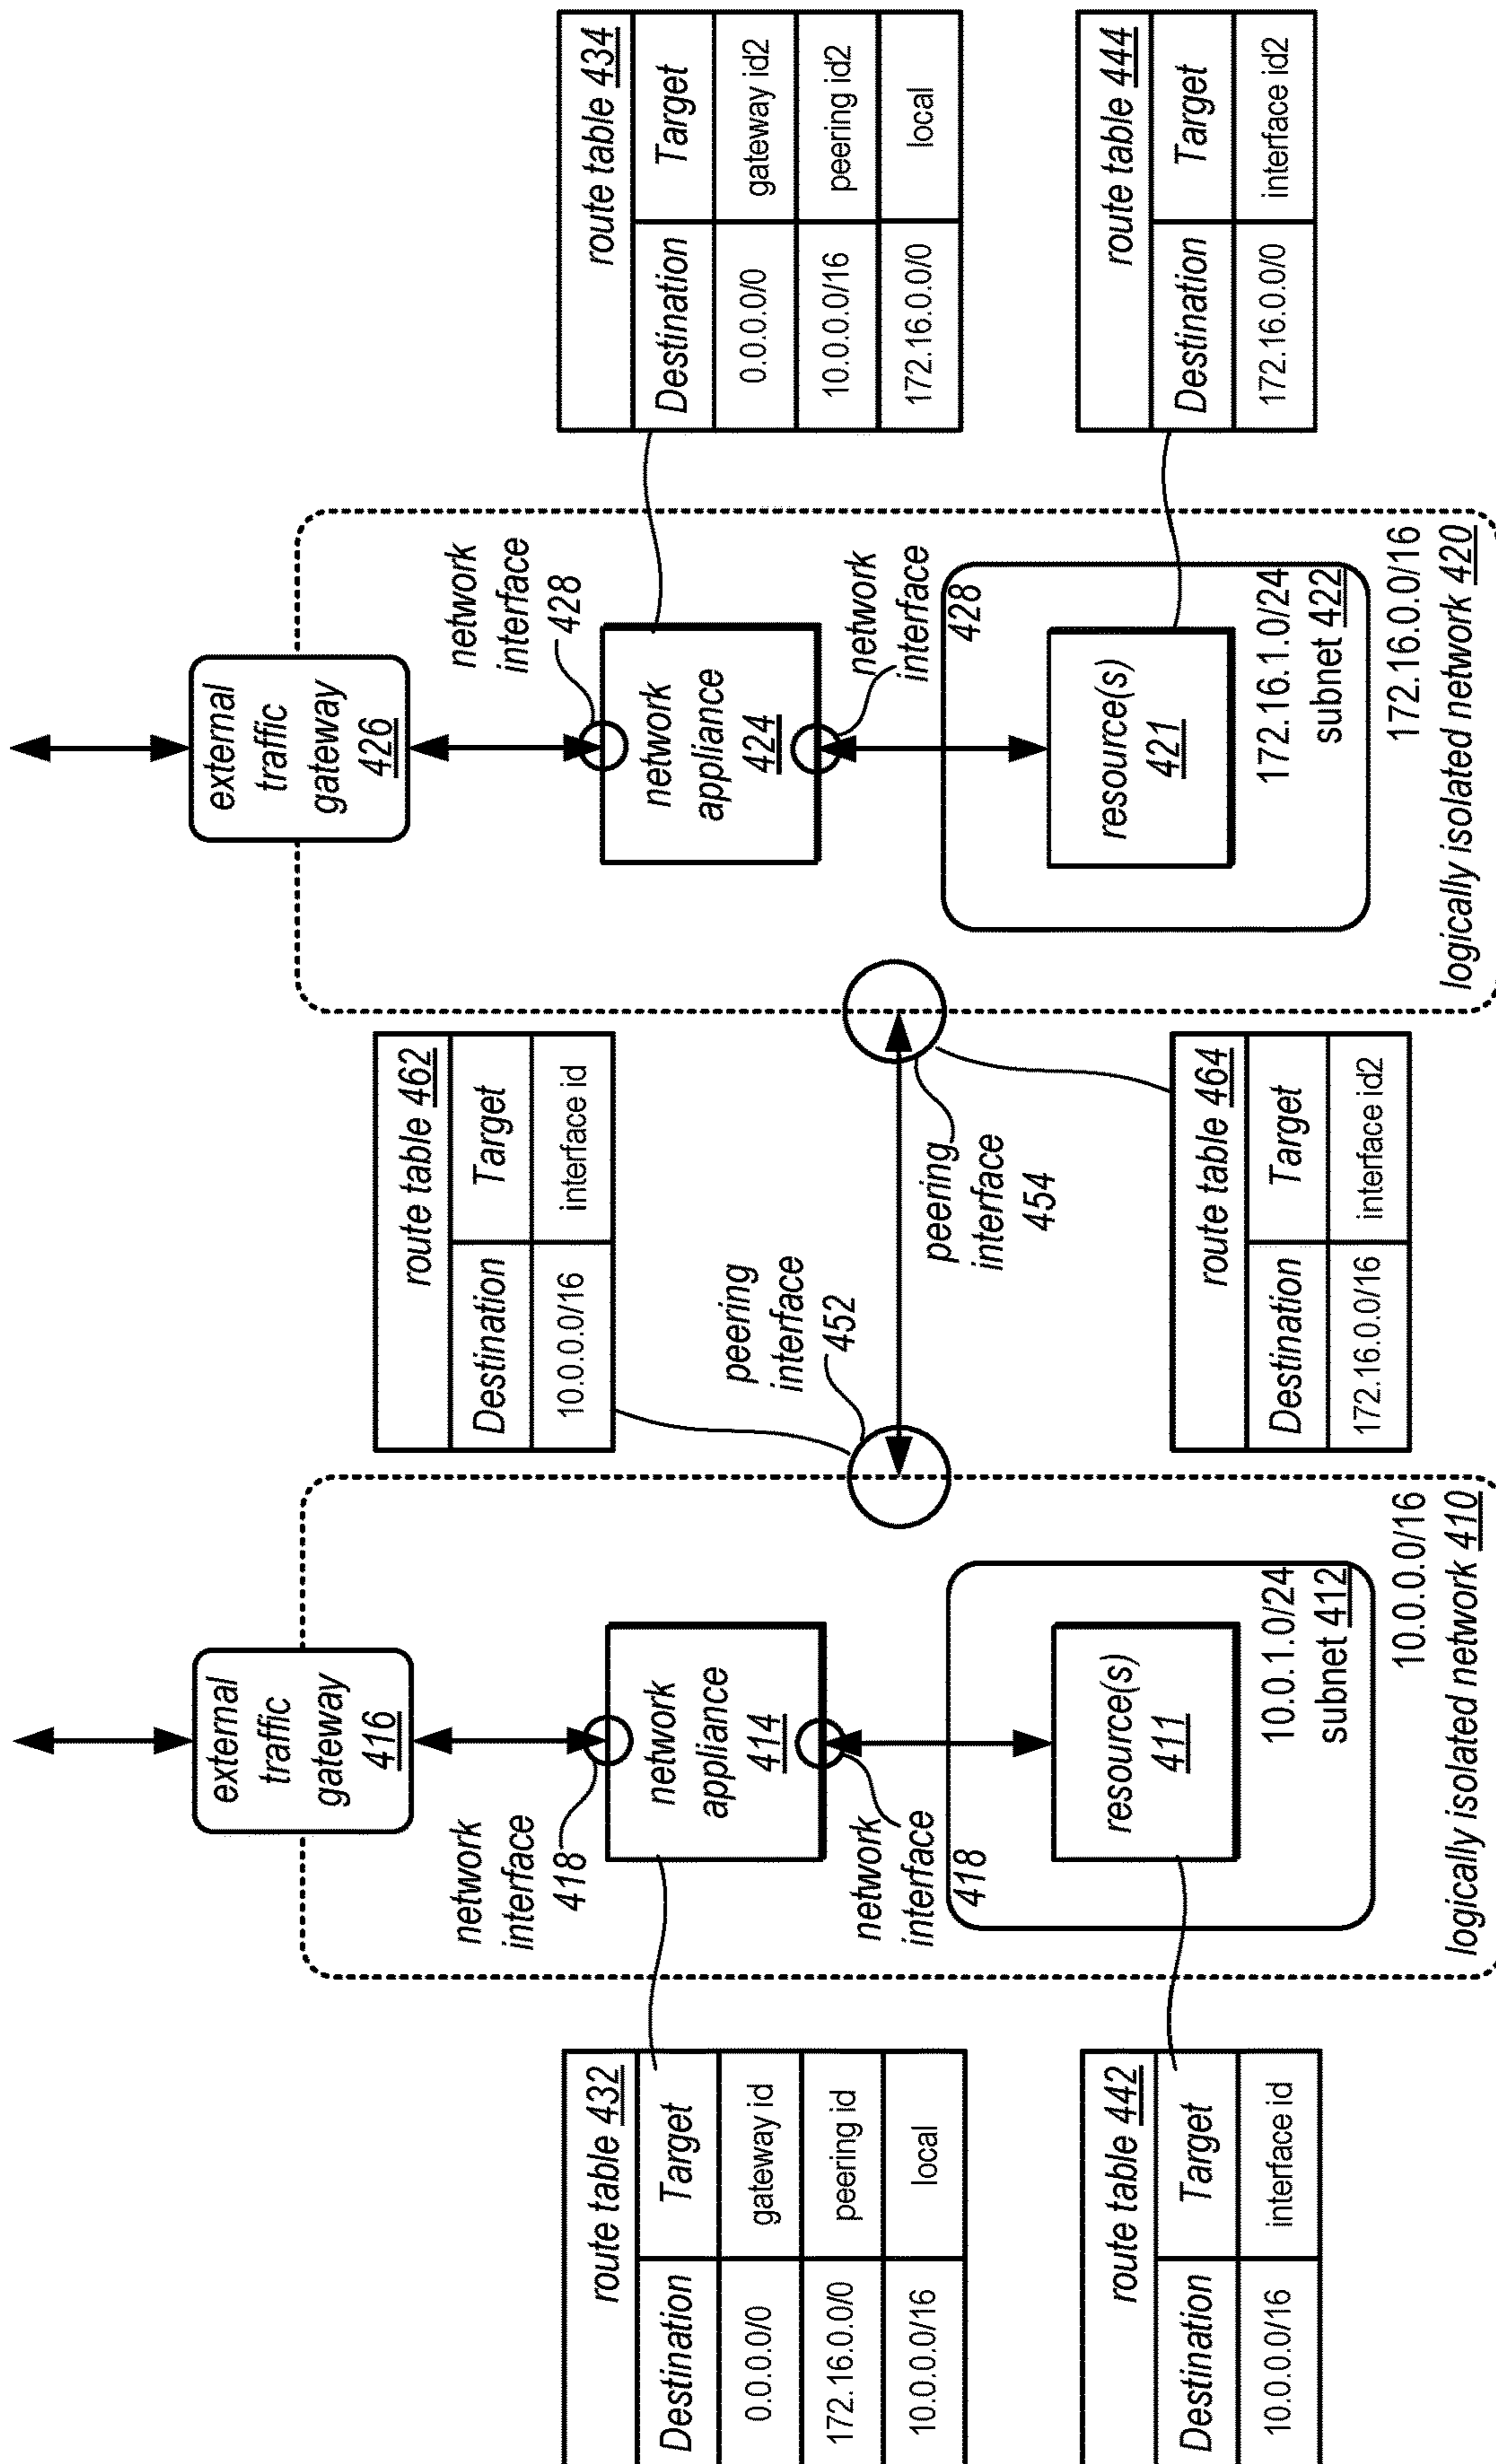 external
traffic
gateway
416
network
interface
418
network
appliance
414
network
interface
418
resource(s)
411
10.0.1.0/24
subnet 412
10.0.0.0/16
logically isolated network 410
route table 432
Destination Target
0.0.0.0/0 gateway id
172.16.0.0/0 peering id
10.0.0.0/16 local
route table 442
Destination Target
10.0.0.0/16 interface id
route table 462
Destination Target
10.0.0.0/16 interface id
peering
interface
452
peering
interface
454
route table 464
Destination Target
172.16.0.0/16 interface id2
external
traffic
gateway
426
network
interface
428
network
appliance
424
network
interface
428
resource(s)
421
172.16.1.0/24
subnet 422
172.16.0.0/16
logically isolated network 420
route table 434
Destination Target
0.0.0.0/0 gateway id2
10.0.0.0/16 peering id2
172.16.0.0/0 local
route table 444
Destination Target
172.16.0.0/0 interface id2